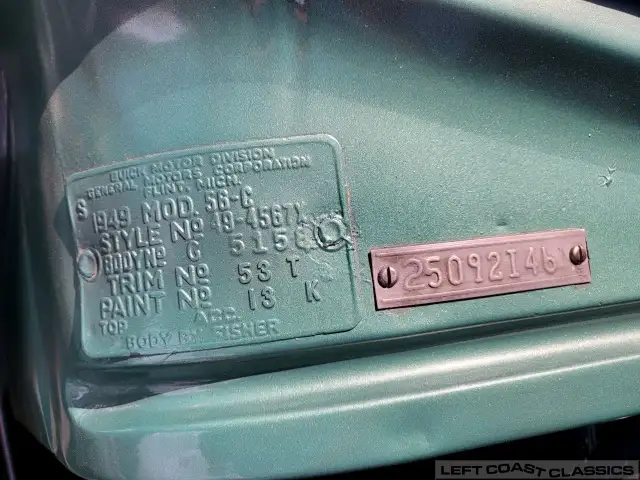 BUICK MOTOR DIVISION
GENERAL MOTORS CORPORATION
FLINT, MICH.
S
1949 MOD. 56-C
STYLE NO 49-4567X
BODY NO C 5158
TRIM NO 53 T
PAINT NO 13 K
TOP ACC.
BODY BY FISHER
25092146
LEFT COAST CLASSICS